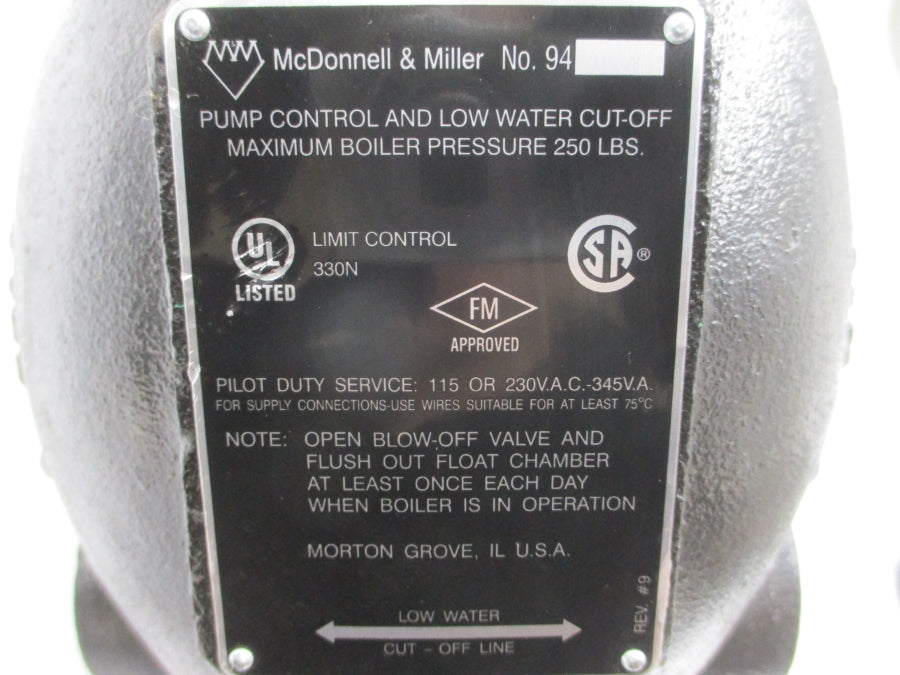 McDonnell & Miller No. 94
PUMP CONTROL AND LOW WATER CUT-OFF
MAXIMUM BOILER PRESSURE 250 LBS.
UL
LISTED
LIMIT CONTROL
330N
SA®
FM
APPROVED
PILOT DUTY SERVICE: 115 OR 230V.A.C.-345V.A.
FOR SUPPLY CONNECTIONS-USE WIRES SUITABLE FOR AT LEAST 75°C
NOTE: OPEN BLOW-OFF VALVE AND
FLUSH OUT FLOAT CHAMBER
AT LEAST ONCE EACH DAY
WHEN BOILER IS IN OPERATION
MORTON GROVE, IL U.S.A.
REV. #9
LOW WATER
CUT - OFF LINE